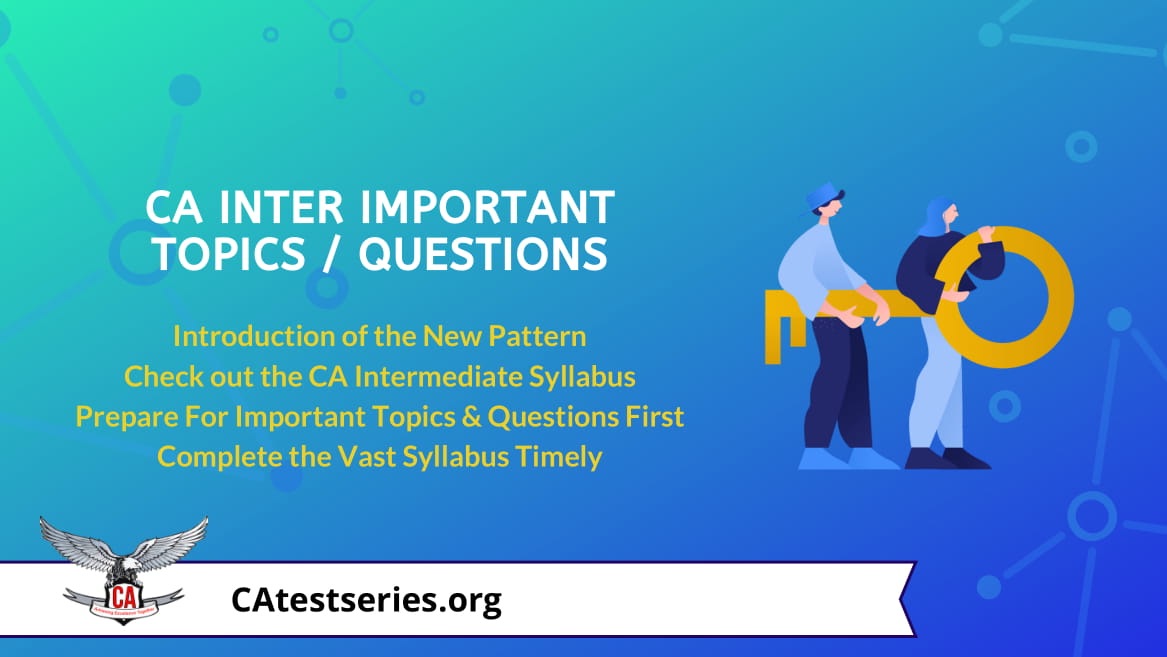 CA INTER IMPORTANT
TOPICS / QUESTIONS
Introduction of the New Pattern
Check out the CA Intermediate Syllabus
Prepare For Important Topics & Questions First
Complete the Vast Syllabus Timely
CA
Achieving Excellence Together
CAtestseries.org